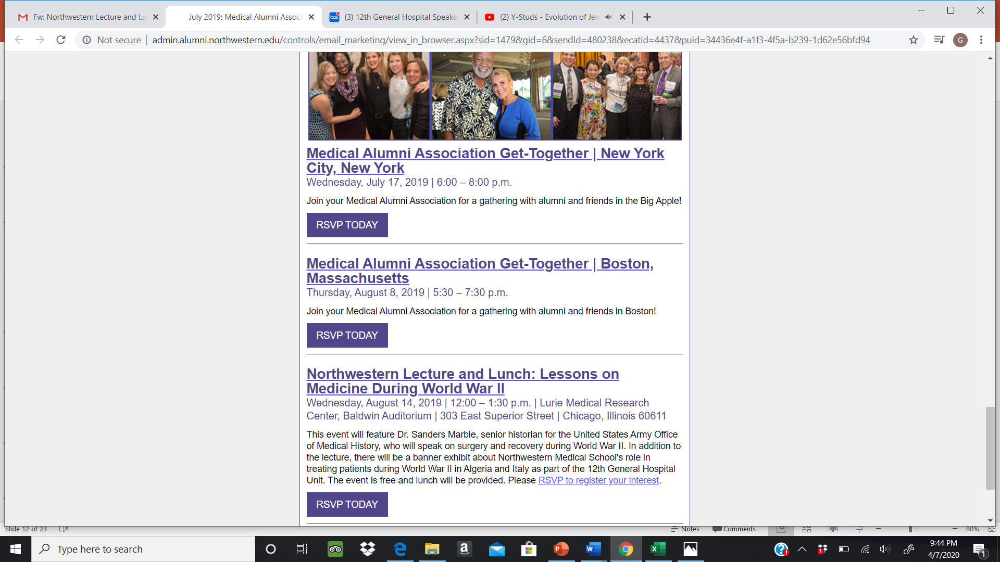 Fw: Northwestern Lecture and Lu
July 2019: Medical Alumni Associ
(3) 12th General Hospital Speake
(2) Y-Studs - Evolution of Jew
Not secure | admin.alumni.northwestern.edu/controls/email_marketing/view_in_browser.aspx?sid=1479&gid=6&sendId=480238&ecatid=4437&puid=34436e4f-a1f3-4f5a-b239-1d62e56bfd94
G
Medical Alumni Association Get-Together | New York
City, New York
Wednesday, July 17, 2019 | 6:00 – 8:00 p.m.
Join your Medical Alumni Association for a gathering with alumni and friends in the Big Apple!
RSVP TODAY
Medical Alumni Association Get-Together | Boston,
Massachusetts
Thursday, August 8, 2019 | 5:30 – 7:30 p.m.
Join your Medical Alumni Association for a gathering with alumni and friends in Boston!
RSVP TODAY
Northwestern Lecture and Lunch: Lessons on
Medicine During World War II
Wednesday, August 14, 2019 | 12:00 – 1:30 p.m. | Lurie Medical Research
Center, Baldwin Auditorium | 303 East Superior Street | Chicago, Illinois 60611
This event will feature Dr. Sanders Marble, senior historian for the United States Army Office
of Medical History, who will speak on surgery and recovery during World War II. In addition to
the lecture, there will be a banner exhibit about Northwestern Medical School's role in
treating patients during World War II in Algeria and Italy as part of the 12th General Hospital
Unit. The event is free and lunch will be provided. Please RSVP to register your interest.
RSVP TODAY
Slide 12 of 23
Notes
Comments
80%
Type here to search
9:44 PM
4/7/2020
1